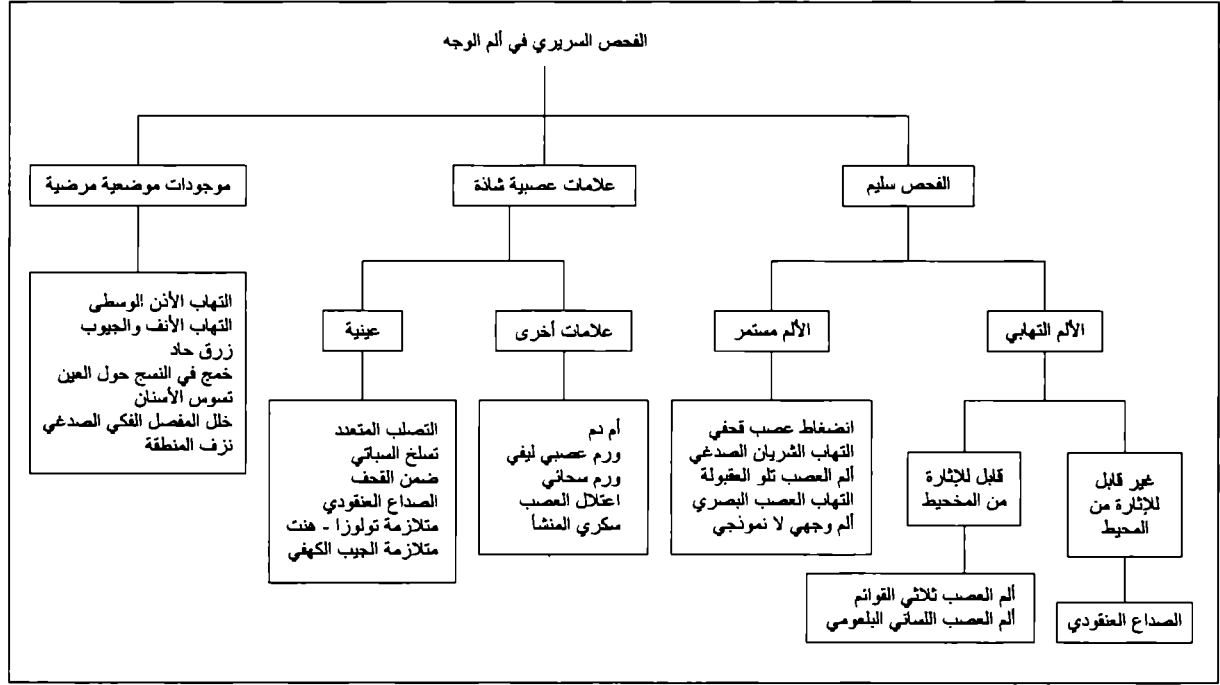 الفحص السريري في ألم الوجه
الفحص سليم
علامات عصبية شاذة
موجودات موضعية مرضية
الألم التهابي
الألم مستمر
علامات أخرى
عينية
غير قابل
للإثارة من
المحيط
قابل للإثارة
من المخحيط
انضغاط عصب قحفي
التهاب الشريان الصدغي
ألم العصب تلو العقبولة
التهاب العصب البصري
ألم وجهي لا نموذجي
أم دم
ورم عصبي ليفي
ورم سحائي
اعتلال العصب
سكري المنشأ
التصلب المتعدد
تسلخ السباتي
ضمن القحف
الصداع العنقودي
متلازمة تولوزا - هنت
متلازمة الجيب الكهفي
التهاب الأذن الوسطى
التهاب الأنف والجيوب
زرق حاد
خمج في النسج حول العين
تسوس الأسنان
خلل المفصل الفكي الصدغي
نزف المنطقة
الصداع العنقودي
ألم العصب ثلاثي القوائم
ألم العصب اللساني البلعومي